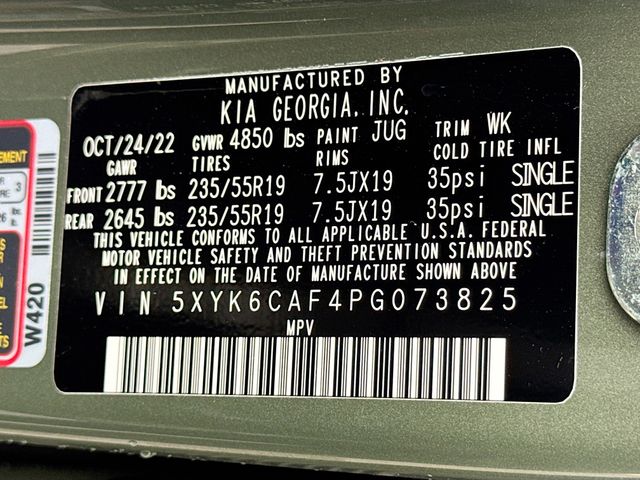 MANUFACTURED BY
KIA GEORGIA, INC.
OCT/24/22 GVWR 4850 lbs PAINT JUG TRIM WK
GAWR TIRES RIMS COLD TIRE INFL
FRONT 2777 lbs 235/55R19 7.5JX19 35psi SINGLE
REAR 2645 lbs 235/55R19 7.5JX19 35psi SINGLE
THIS VEHICLE CONFORMS TO ALL APPLICABLE U.S.A. FEDERAL
MOTOR VEHICLE SAFETY AND THEFT PREVENTION STANDARDS
IN EFFECT ON THE DATE OF MANUFACTURE SHOWN ABOVE
VIN 5XYK6CAF4PG073825
MPV
W420